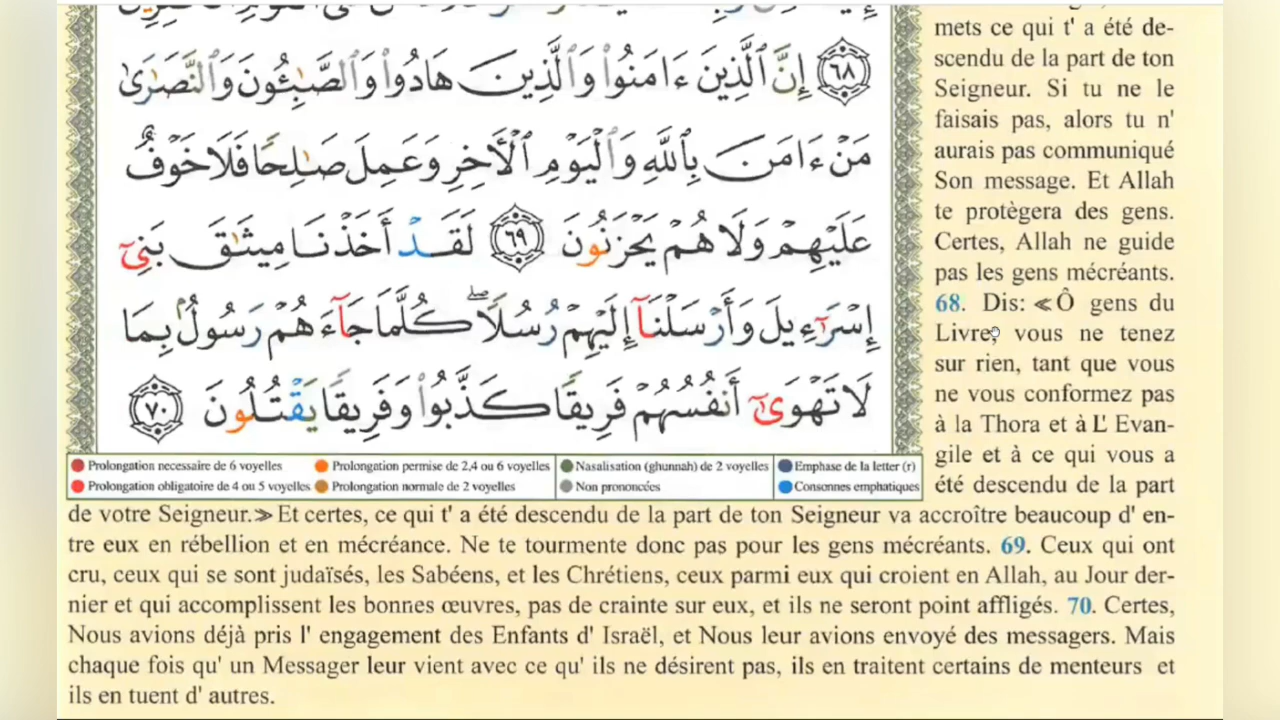 ٦٨ إِنَّ ٱلَّذِينَ ءَامَنُوا۟ وَٱلَّذِينَ هَادُوا۟ وَٱلصَّٰبِـُٔونَ وَٱلنَّصَٰرَىٰ
مَنْ ءَامَنَ بِٱللَّهِ وَٱلْيَوْمِ ٱلْأَخِرِ وَعَمِلَ صَٰلِحًا فَلَا خَوْفٌ
عَلَيْهِمْ وَلَا هُمْ يَحْزَنُونَ ٦٩ لَقَدْ أَخَذْنَا مِيثَٰقَ بَنِىٓ
إِسْرَٰٓءِيلَ وَأَرْسَلْنَآ إِلَيْهِمْ رُسُلًا ۖ كُلَّمَا جَآءَهُمْ رَسُولٌۢ بِمَا
لَا تَهْوَىٰٓ أَنفُسُهُمْ فَرِيقًا كَذَّبُوا۟ وَفَرِيقًا يَقْتُلُونَ ٧٠
Prolongation necessaire de 6 voyelles
Prolongation permise de 2,4 ou 6 voyelles
Nasalisation (ghunnah) de 2 voyelles
Emphase de la letter (r)
Prolongation obligatoire de 4 ou 5 voyelles
Prolongation normale de 2 voyelles
Non prononcées
Consonnes emphatiques
mets ce qui t' a été de-
scendu de la part de ton
Seigneur. Si tu ne le
faisais pas, alors tu n'
aurais pas communiqué
Son message. Et Allah
te protègera des gens.
Certes, Allah ne guide
pas les gens mécréants.
68. Dis: ≪Ô gens du
Livre, vous ne tenez
sur rien, tant que vous
ne vous conformez pas
à la Thora et à L' Evan-
gile et à ce qui vous a
été descendu de la part
de votre Seigneur.≫ Et certes, ce qui t' a été descendu de la part de ton Seigneur va accroître beaucoup d' en-
tre eux en rébellion et en mécréance. Ne te tourmente donc pas pour les gens mécréants. 69. Ceux qui ont
cru, ceux qui se sont judaïsés, les Sabéens, et les Chrétiens, ceux parmi eux qui croient en Allah, au Jour der-
nier et qui accomplissent les bonnes œuvres, pas de crainte sur eux, et ils ne seront point affligés. 70. Certes,
Nous avions déjà pris l' engagement des Enfants d' Israël, et Nous leur avions envoyé des messagers. Mais
chaque fois qu' un Messager leur vient avec ce qu' ils ne désirent pas, ils en traitent certains de menteurs et
ils en tuent d' autres.